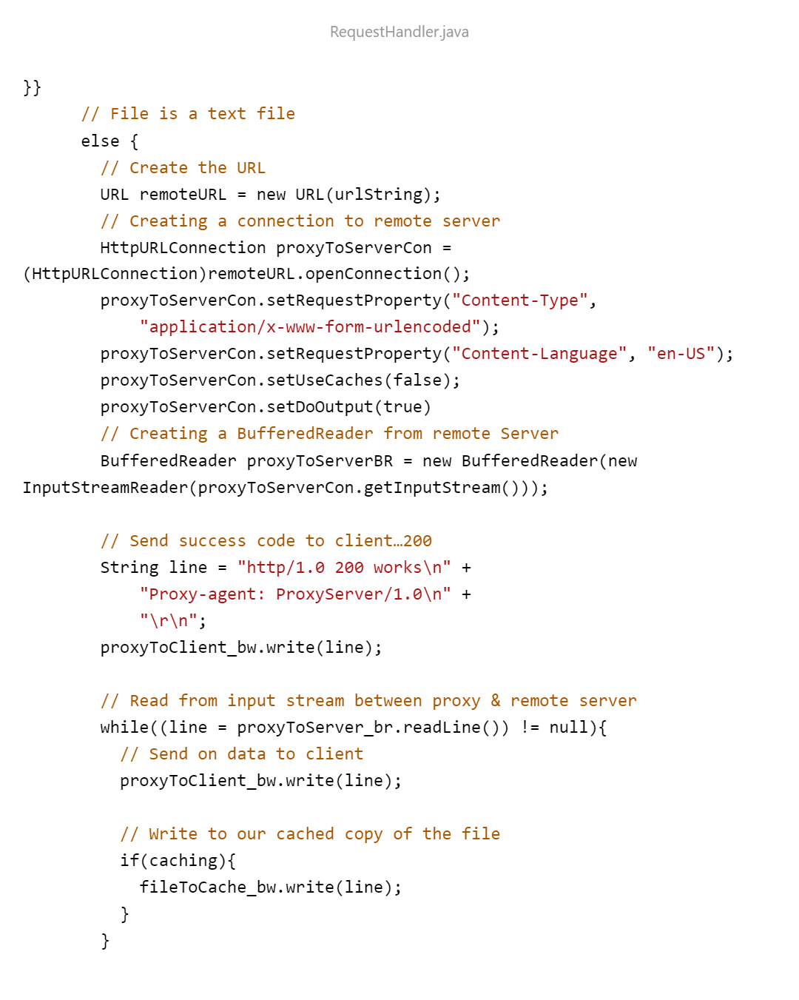 RequestHandler.java
}}
// File is a text file
else {
// Create the URL
URL remoteURL = new URL(urlString);
// Creating a connection to remote server
HttpURLConnection proxyToServerCon =
(HttpURLConnection)remoteURL.openConnection();
proxyToServerCon.setRequestProperty("Content-Type",
"application/x-www-form-urlencoded");
proxyToServerCon.setRequestProperty("Content-Language", "en-US");
proxyToServerCon.setUseCaches(false);
proxyToServerCon.setDoOutput(true)
// Creating a BufferedReader from remote Server
BufferedReader proxyToServerBR = new BufferedReader(new
InputStreamReader(proxyToServerCon.getInputStream()));
// Send success code to client…200
String line = "http/1.0 200 works\n" +
"Proxy-agent: ProxyServer/1.0\n" +
"\r\n";
proxyToClient_bw.write(line);
// Read from input stream between proxy & remote server
while((line = proxyToServer_br.readLine()) != null){
// Send on data to client
proxyToClient_bw.write(line);
// Write to our cached copy of the file
if(caching){
fileToCache_bw.write(line);
}
}